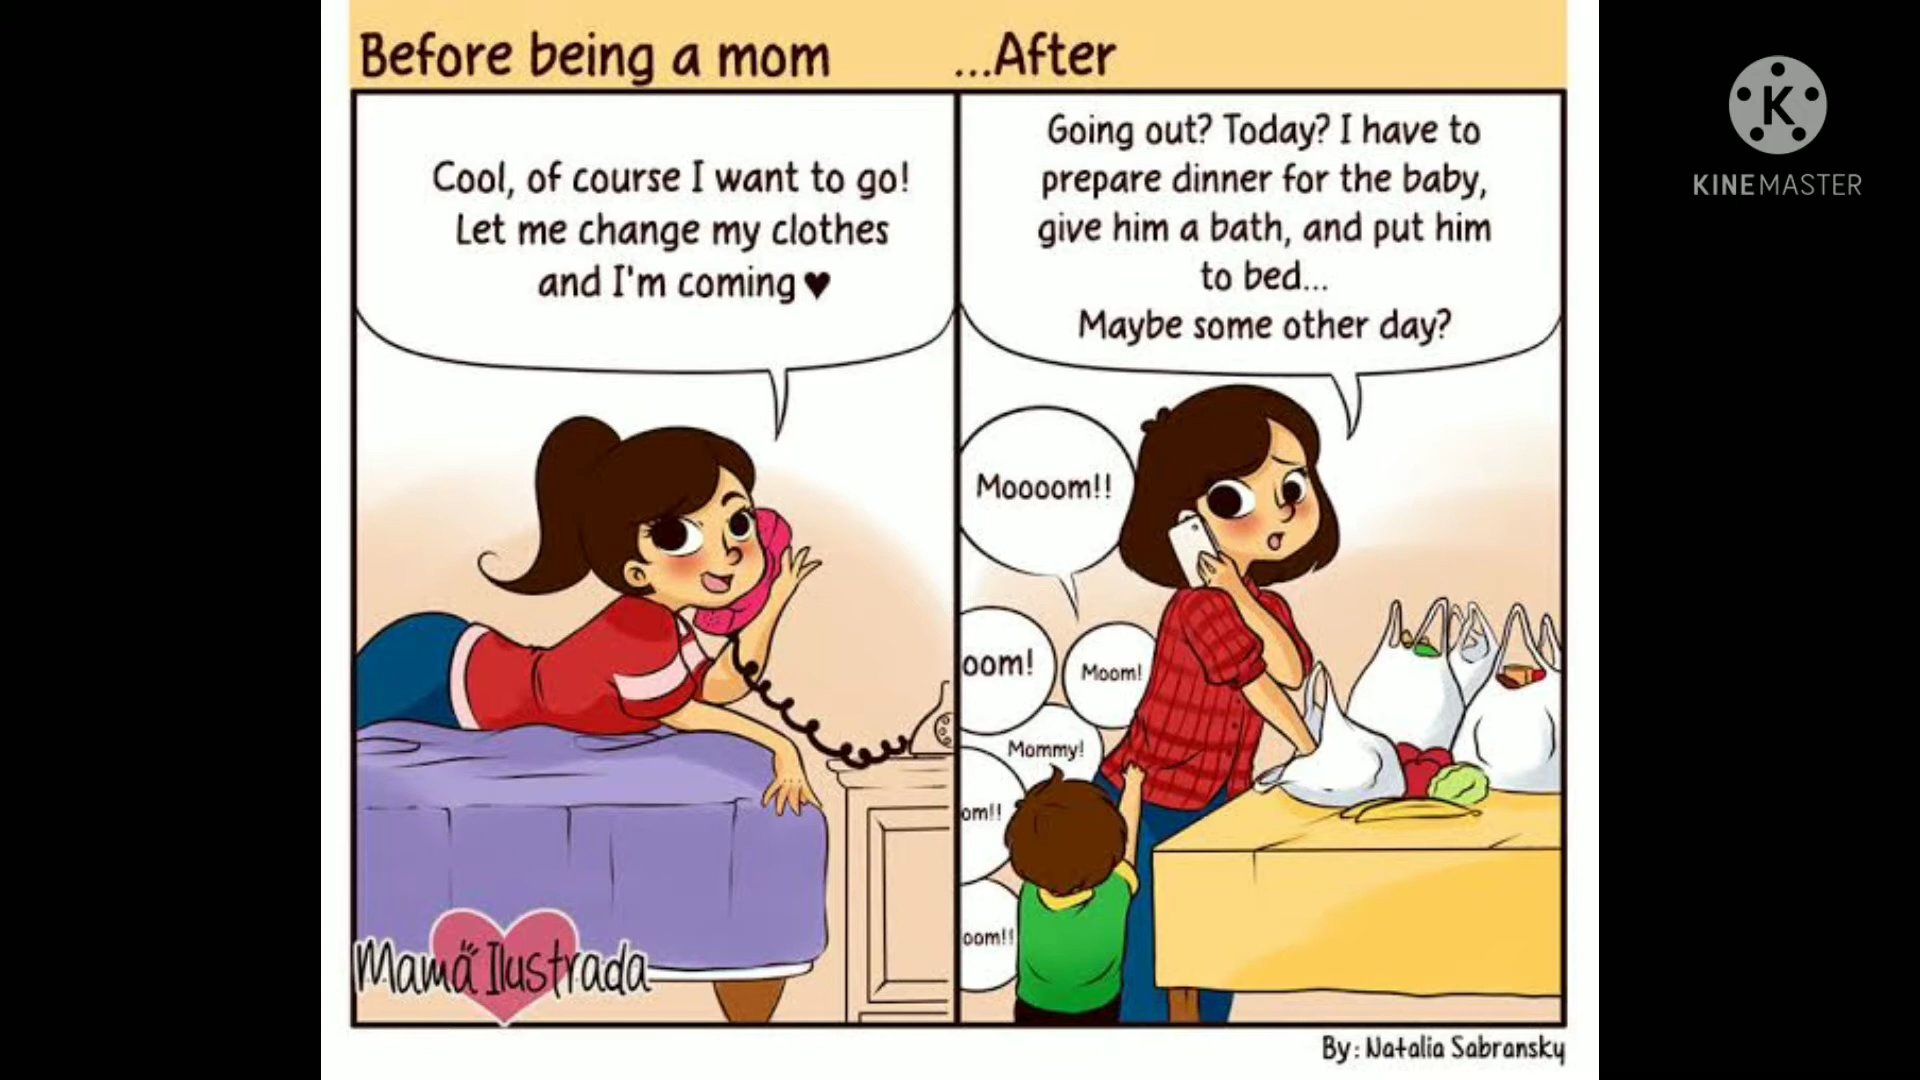 Before being a mom
...After
Cool, of course I want to go!
Let me change my clothes
and I'm coming ♥
Going out? Today? I have to
prepare dinner for the baby,
give him a bath, and put him
to bed...
Maybe some other day?
Moooom!!
oom!
Moom!
Mommy!
om!!
oom!!
Mamá Ilustrada
By: Natalia Sabransky
K
KINEMASTER